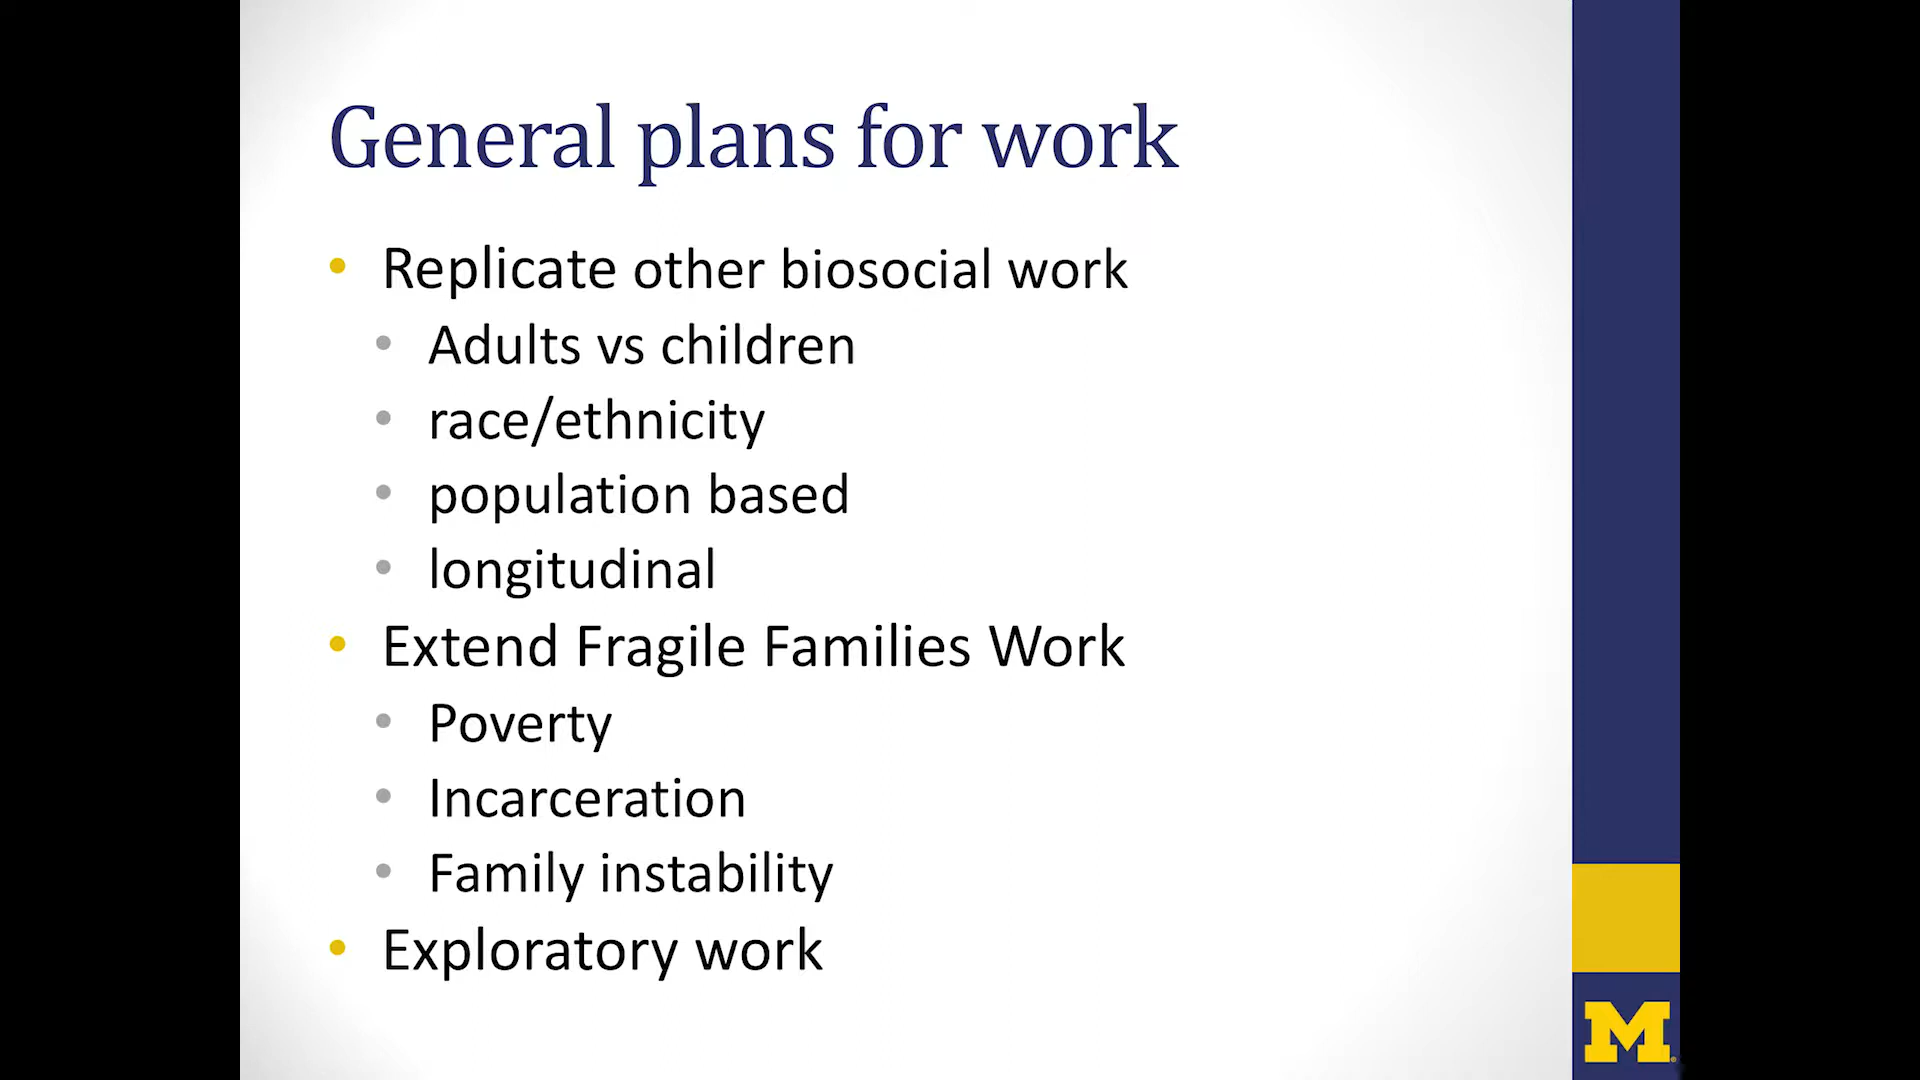 General plans for work
• Replicate other biosocial work
• Adults vs children
• race/ethnicity
• population based
• longitudinal
• Extend Fragile Families Work
• Poverty
• Incarceration
• Family instability
• Exploratory work
M